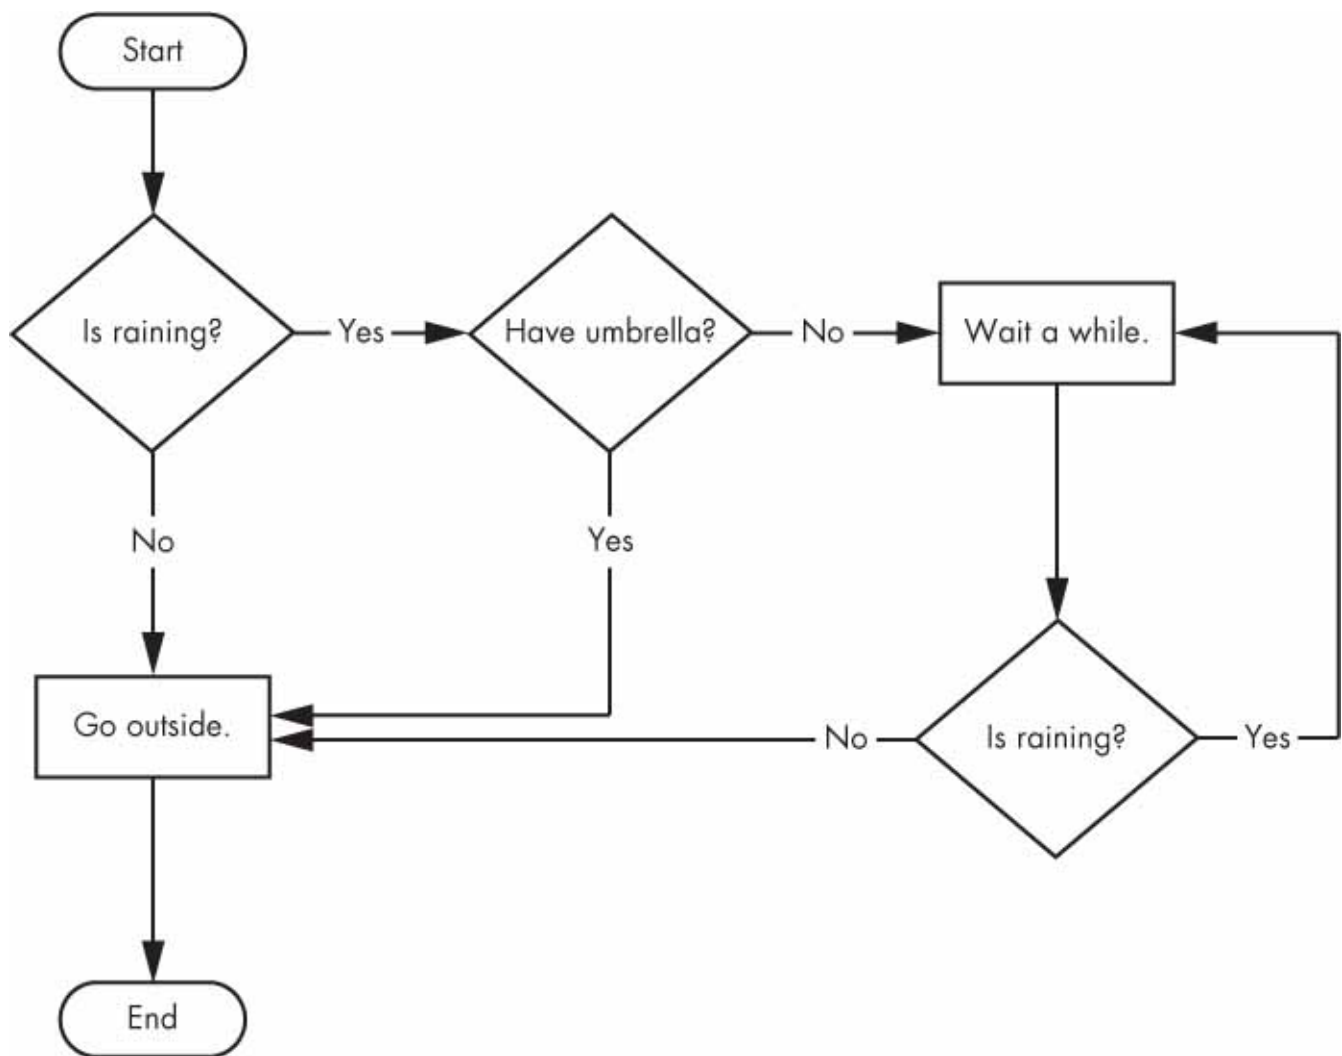 Start
Is raining?
Yes
Have umbrella?
No
Wait a while.
No
Yes
Go outside.
No
Is raining?
Yes
End